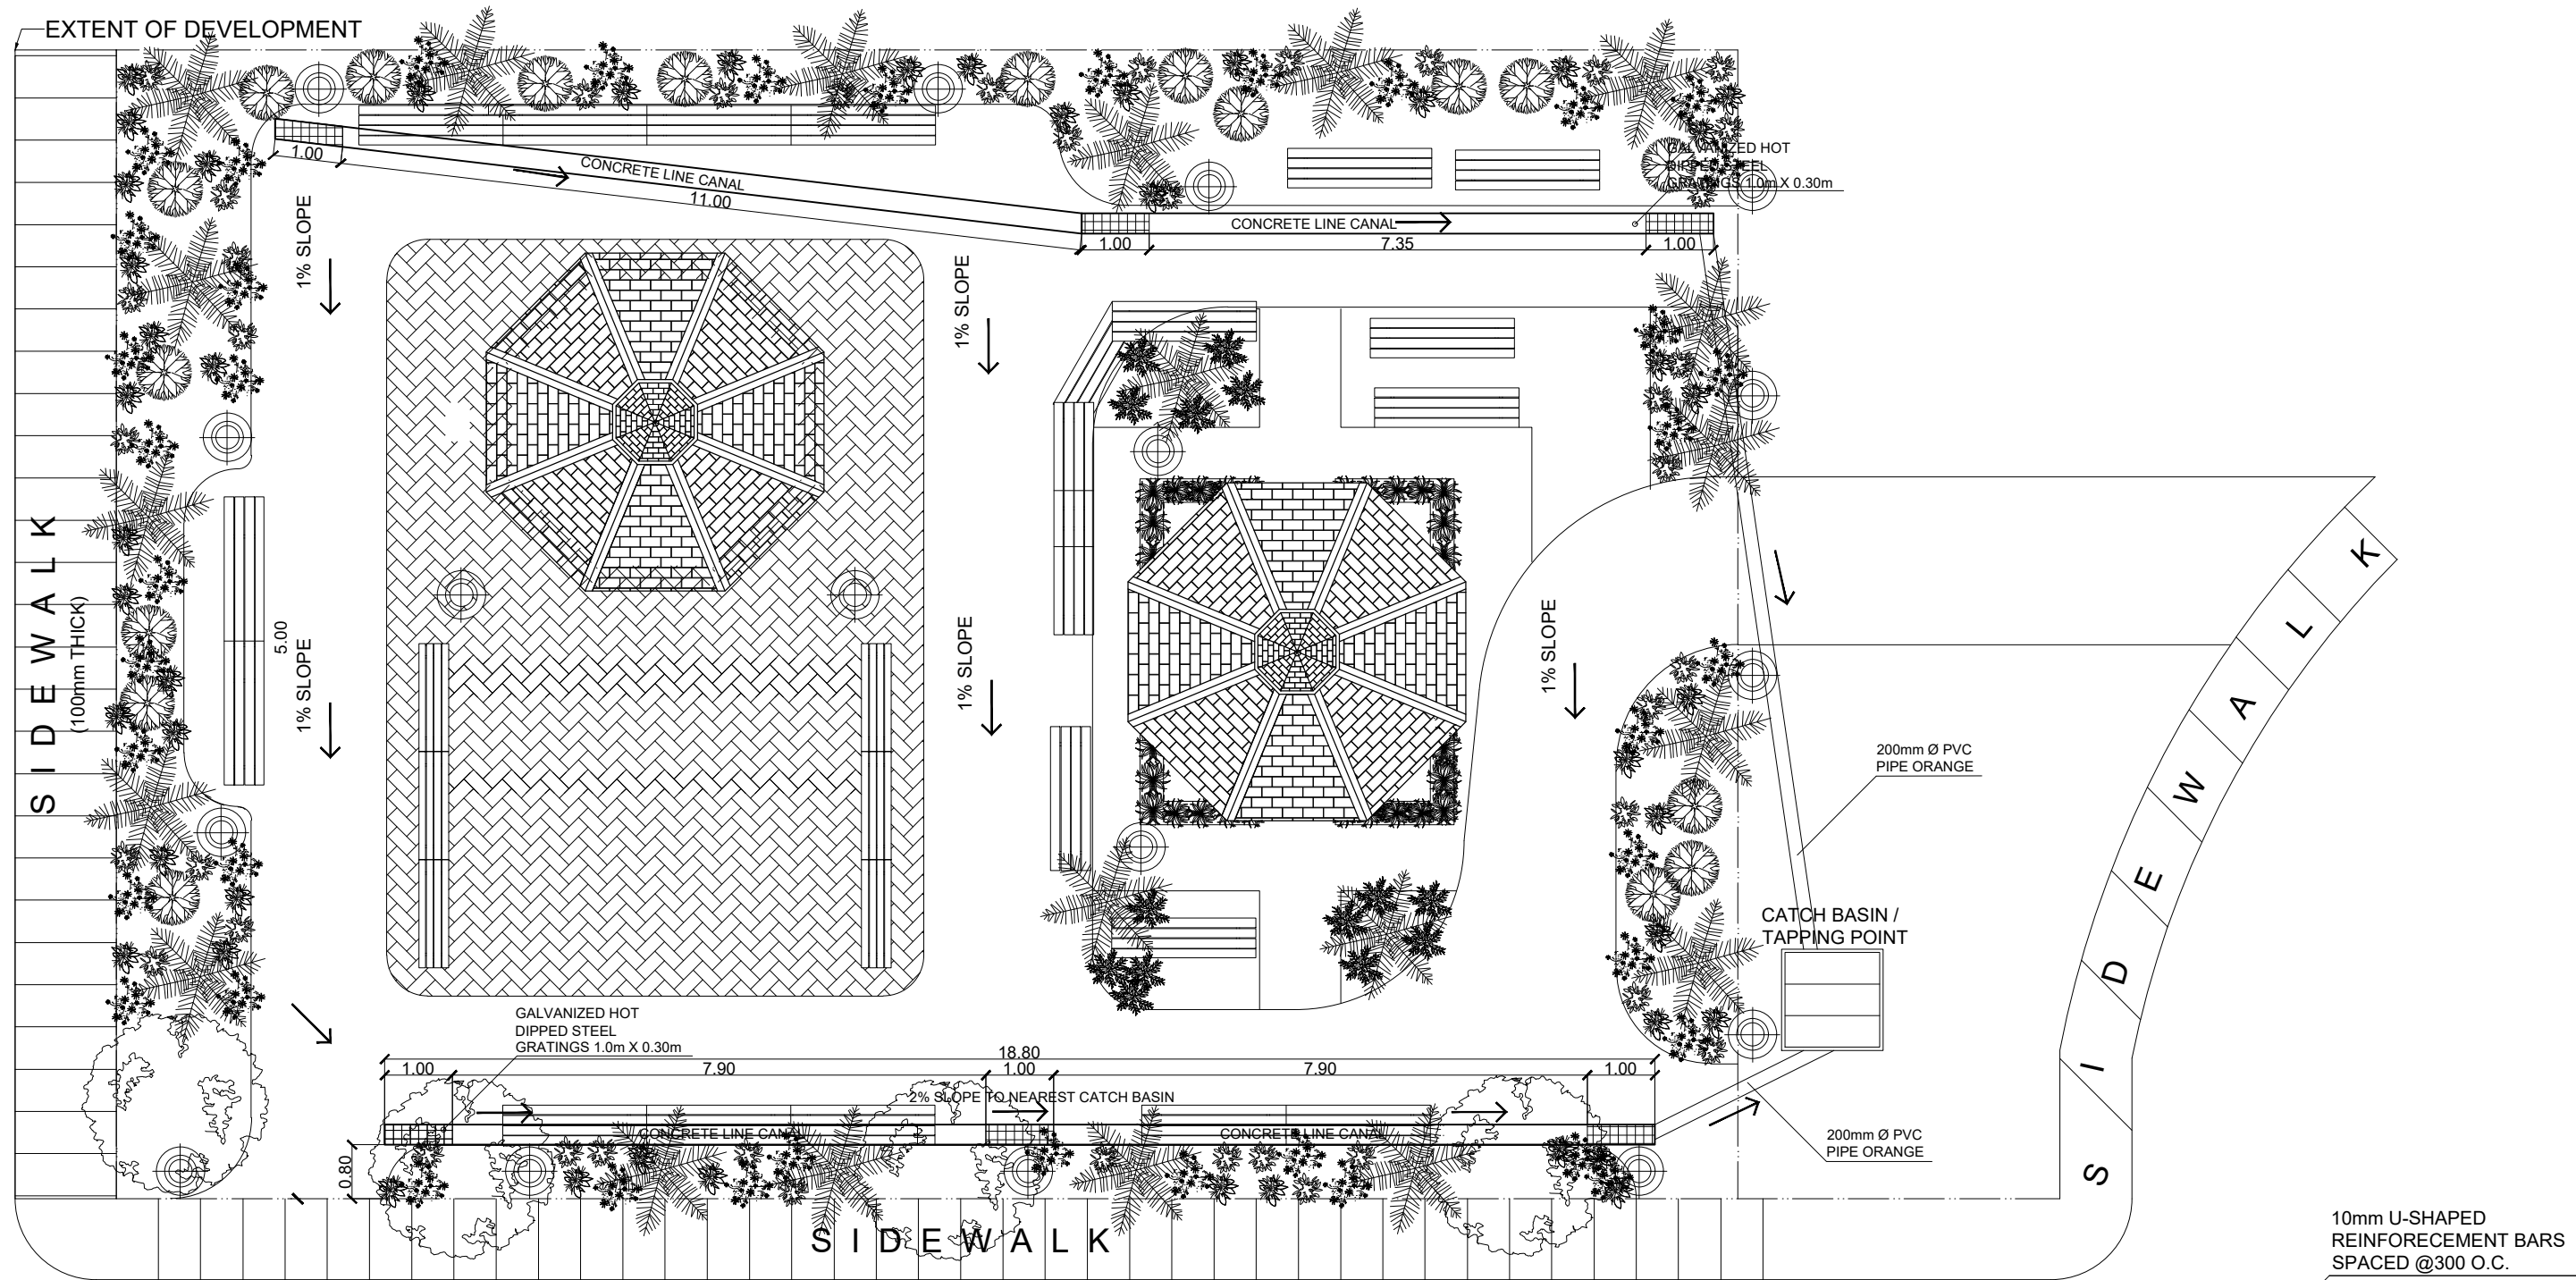 EXTENT OF DEVELOPMENT
1.00
CONCRETE LINE CANAL
11.00
GALVANIZED HOT
DIPPED STEEL
GRATINGS 1.0m X 0.30m
CONCRETE LINE CANAL
1.00
7.35
1.00
1% SLOPE
1% SLOPE
SIDEWALK
(100mm THICK)
5.00
1% SLOPE
1% SLOPE
1% SLOPE
SIDEWALK
200mm Ø PVC
PIPE ORANGE
CATCH BASIN /
TAPPING POINT
GALVANIZED HOT
DIPPED STEEL
GRATINGS 1.0m X 0.30m
18.80
1.00
7.90
1.00
7.90
1.00
2% SLOPE TO NEAREST CATCH BASIN
CONCRETE LINE CANAL
CONCRETE LINE CANAL
0.80
200mm Ø PVC
PIPE ORANGE
SIDEWALK
10mm U-SHAPED
REINFORECEMENT BARS
SPACED @300 O.C.